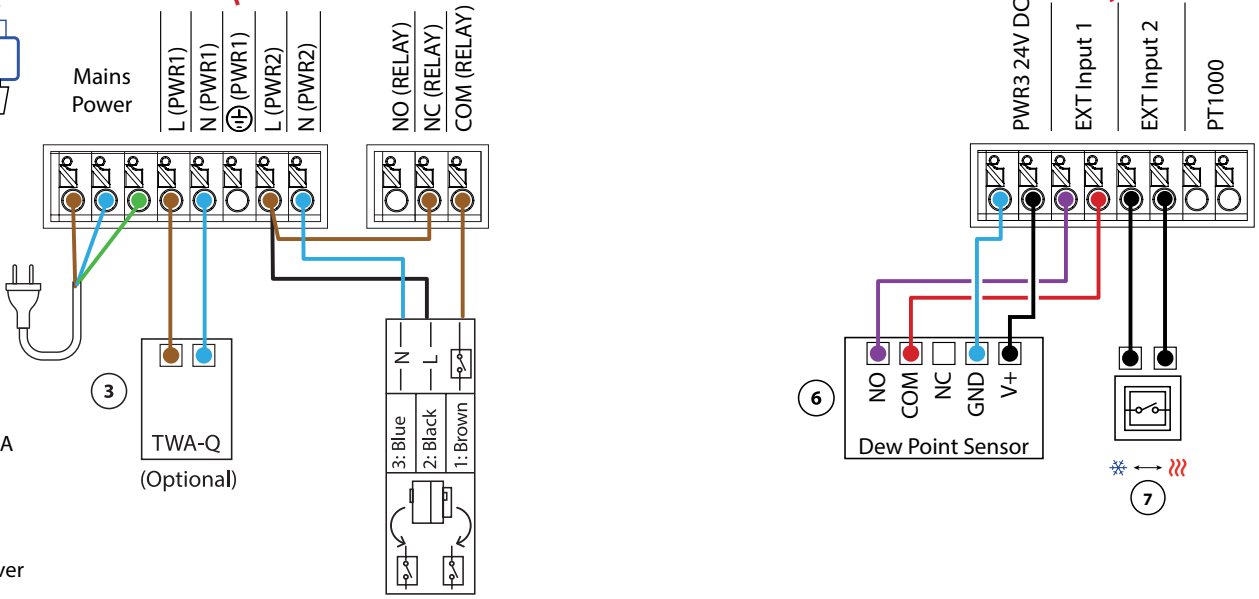 Mains
Power
L (PWR1)
N (PWR1)
(PWR1)
L (PWR2)
N (PWR2)
NO (RELAY)
NC (RELAY)
COM (RELAY)
PWR3 24V DC
EXT Input 1
EXT Input 2
PT1000
3
TWA-Q
(Optional)
A
ver
N
L
3: Blue
2: Black
1: Brown
6
NO
COM
NC
GND
V+
Dew Point Sensor
7